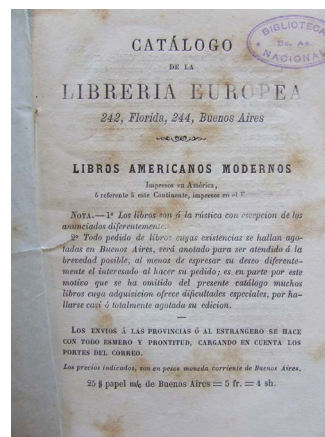 CATÁLOGO
DE LA
LIBRERIA EUROPEA
242, Florida, 244, Buenos Aires
BIBLIOTECA
NACIONAL
LIBROS AMERICANOS MODERNOS
Impresos en América,
ó referente á este Continente, impresos en el
NOTA.—1ª Los libros son á la rústica con escepcion de los
anunciados diferentemente.
2ª Todo pedido de libros cuyas existencias se hallan ago-
tadas en Buenos Aires, será anotado para ser atendido á la
brevedad posible, al menos de espresar su deseo diferente-
mente el interesado al hacer su pedido; es en parte por este
motivo que se ha omitido del presente catálogo muchos
libros cuya adquisicion ofrece dificultades especiales, por ha-
llarse casi ó totalmente agotada su edicion.
LOS ENVIOS Á LAS PROVINCIAS Ó AL ESTRANGERO SE HACE
CON TODO ESMERO Y PRONTITUD, CARGANDO EN CUENTA LOS
PORTES DEL CORREO.
Los precios indicados, son en pesos moneda corriente de Buenos Aires.
25 $ papel m/c de Buenos Aires = 5 fr. = 4 sh.